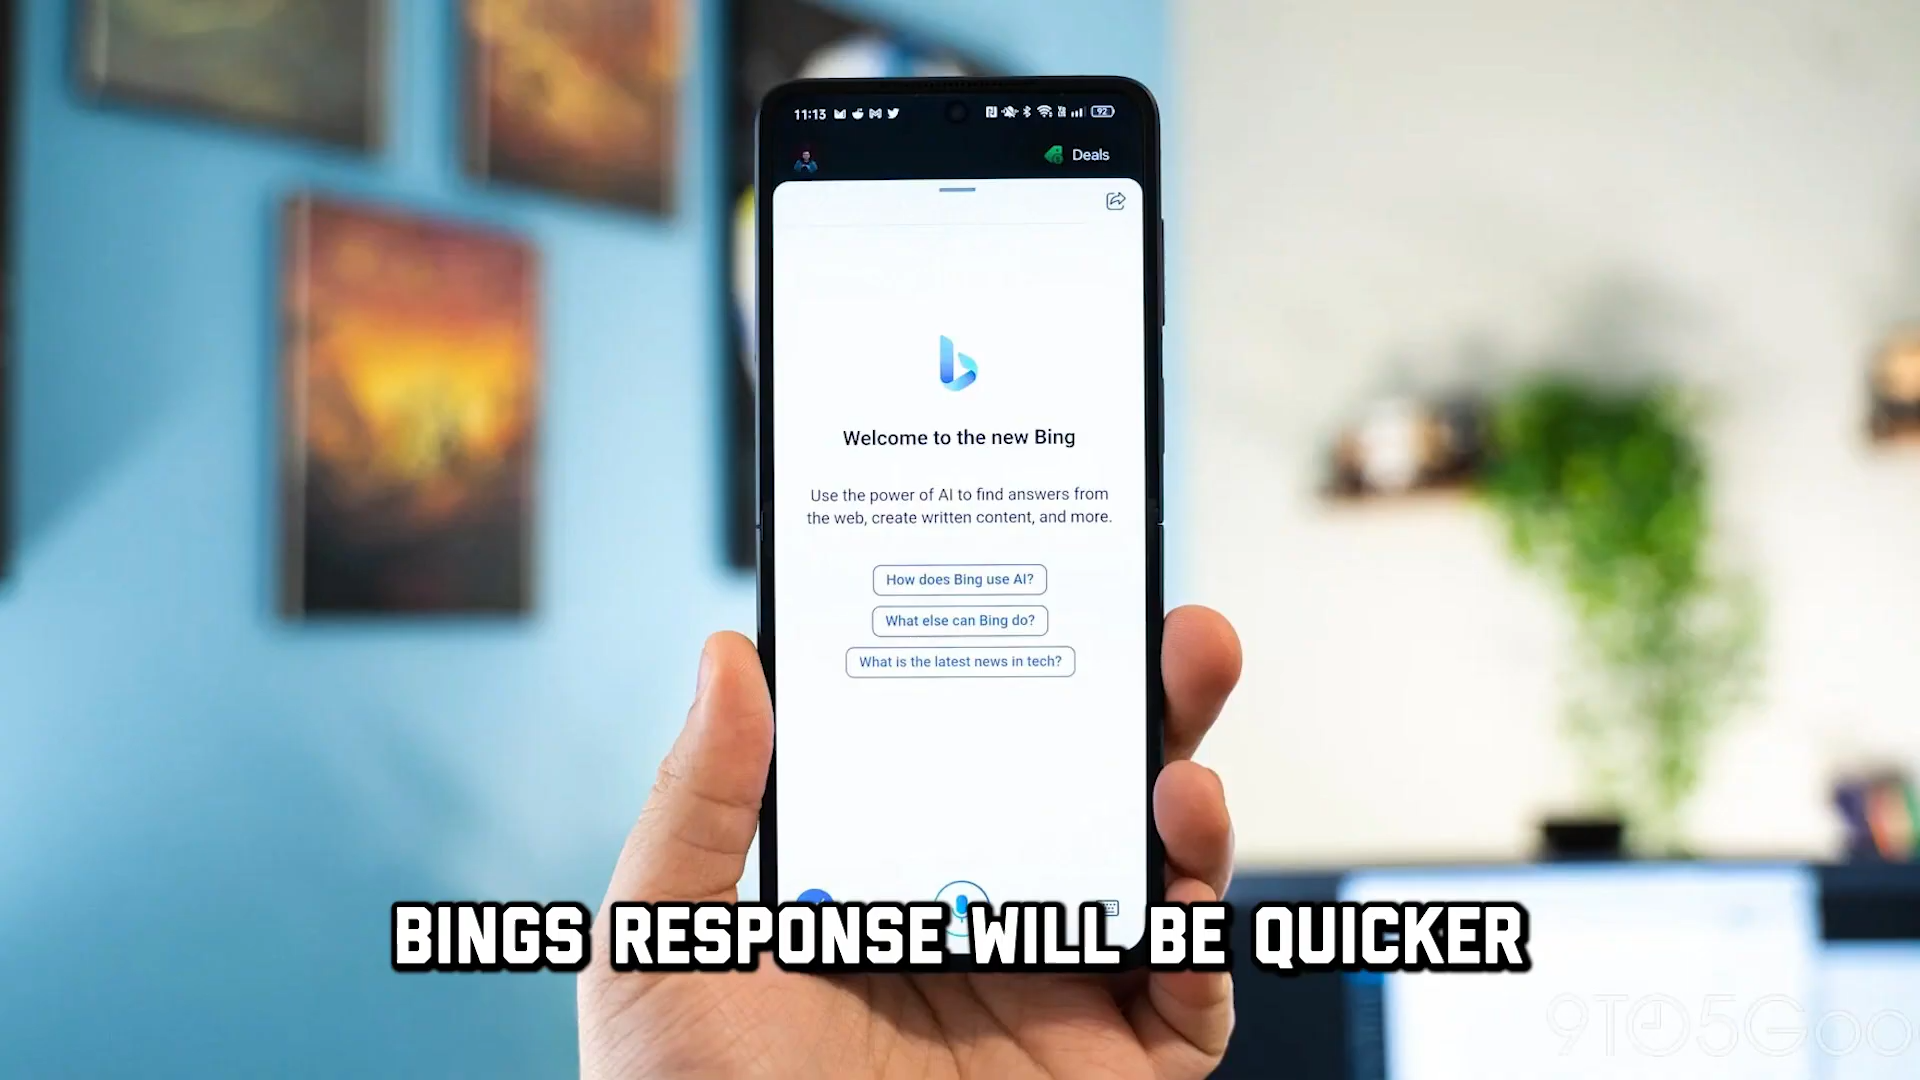 11:13
92
Deals
Welcome to the new Bing
Use the power of AI to find answers from
the web, create written content, and more.
How does Bing use AI?
What else can Bing do?
What is the latest news in tech?
BINGS RESPONSE WILL BE QUICKER
9TO5Goo